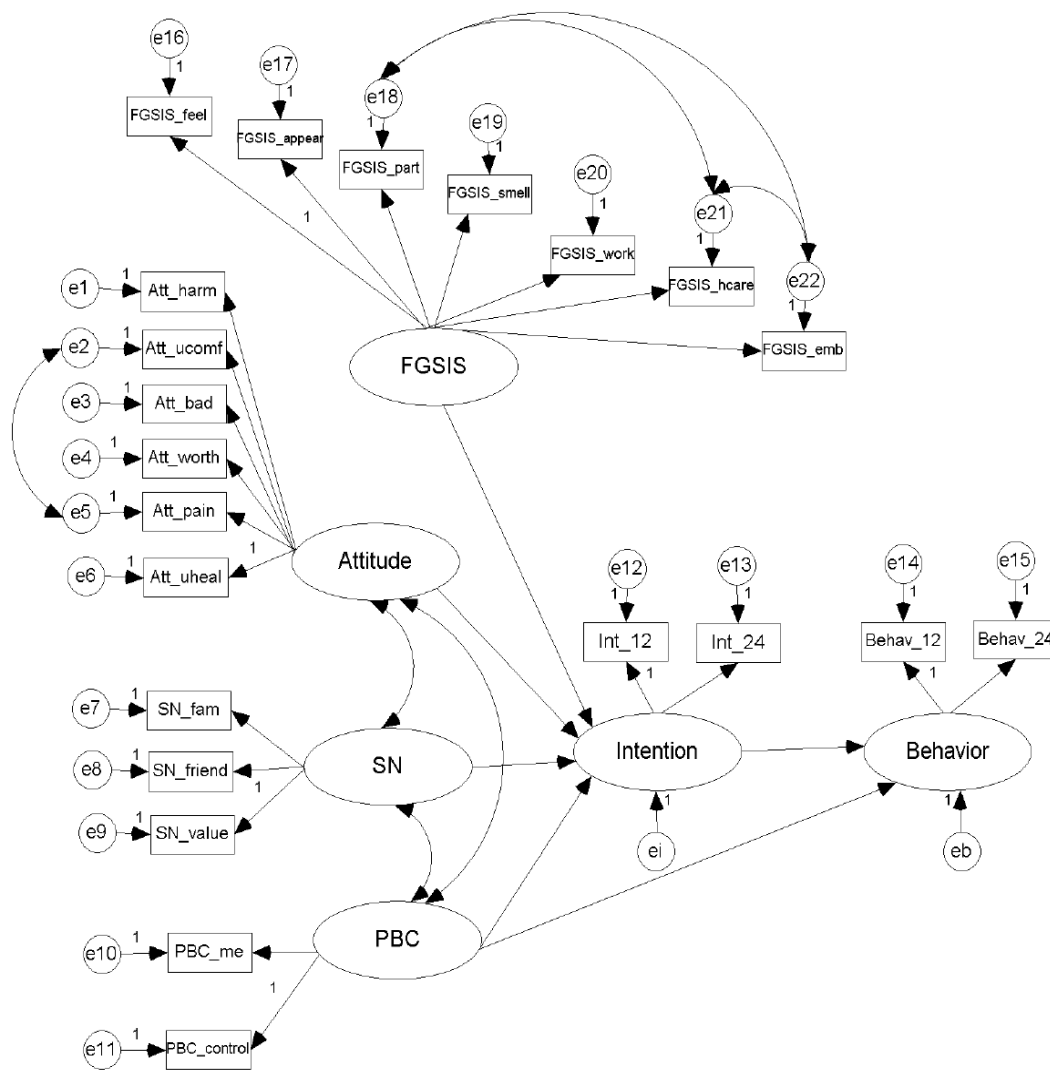 e16
1
FGSIS_feel
e17
1
FGSIS_appear
e18
1
FGSIS_part
e19
1
FGSIS_smell
e20
1
FGSIS_work
e21
1
FGSIS_hcare
e22
1
FGSIS_emb
1
FGSIS
e1
1
Att_harm
e2
1
Att_ucomf
e3
1
Att_bad
e4
1
Att_worth
e5
1
Att_pain
e6
1
Att_uheal
1
Attitude
e12
1
Int_12
1
e13
1
Int_24
e14
1
Behav_12
1
e15
1
Behav_24
e7
1
SN_fam
e8
1
SN_friend
e9
1
SN_value
1
SN
Intention
1
ei
Behavior
1
eb
e10
1
PBC_me
e11
1
PBC_control
1
PBC